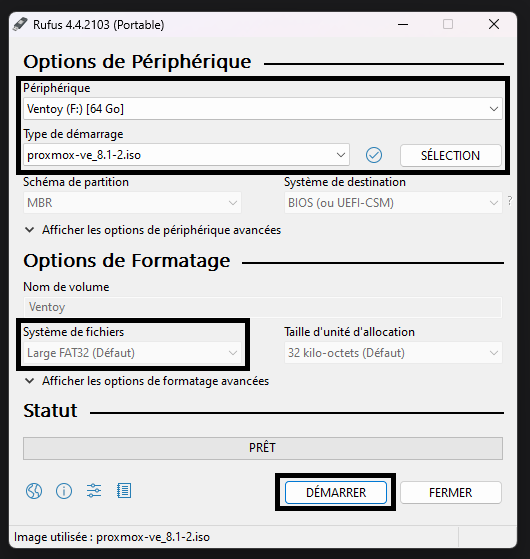 Rufus 4.4.2103 (Portable)
Options de Périphérique
Périphérique
Ventoy (F:) [64 Go]
Type de démarrage
proxmox-ve_8.1-2.iso
SÉLECTION
Schéma de partition
Système de destination
MBR
BIOS (ou UEFI-CSM)
?
Afficher les options de périphérique avancées
Options de Formatage
Nom de volume
Ventoy
Système de fichiers
Taille d'unité d'allocation
Large FAT32 (Défaut)
32 kilo-octets (Défaut)
Afficher les options de formatage avancées
Statut
PRÊT
DÉMARRER
FERMER
Image utilisée : proxmox-ve_8.1-2.iso